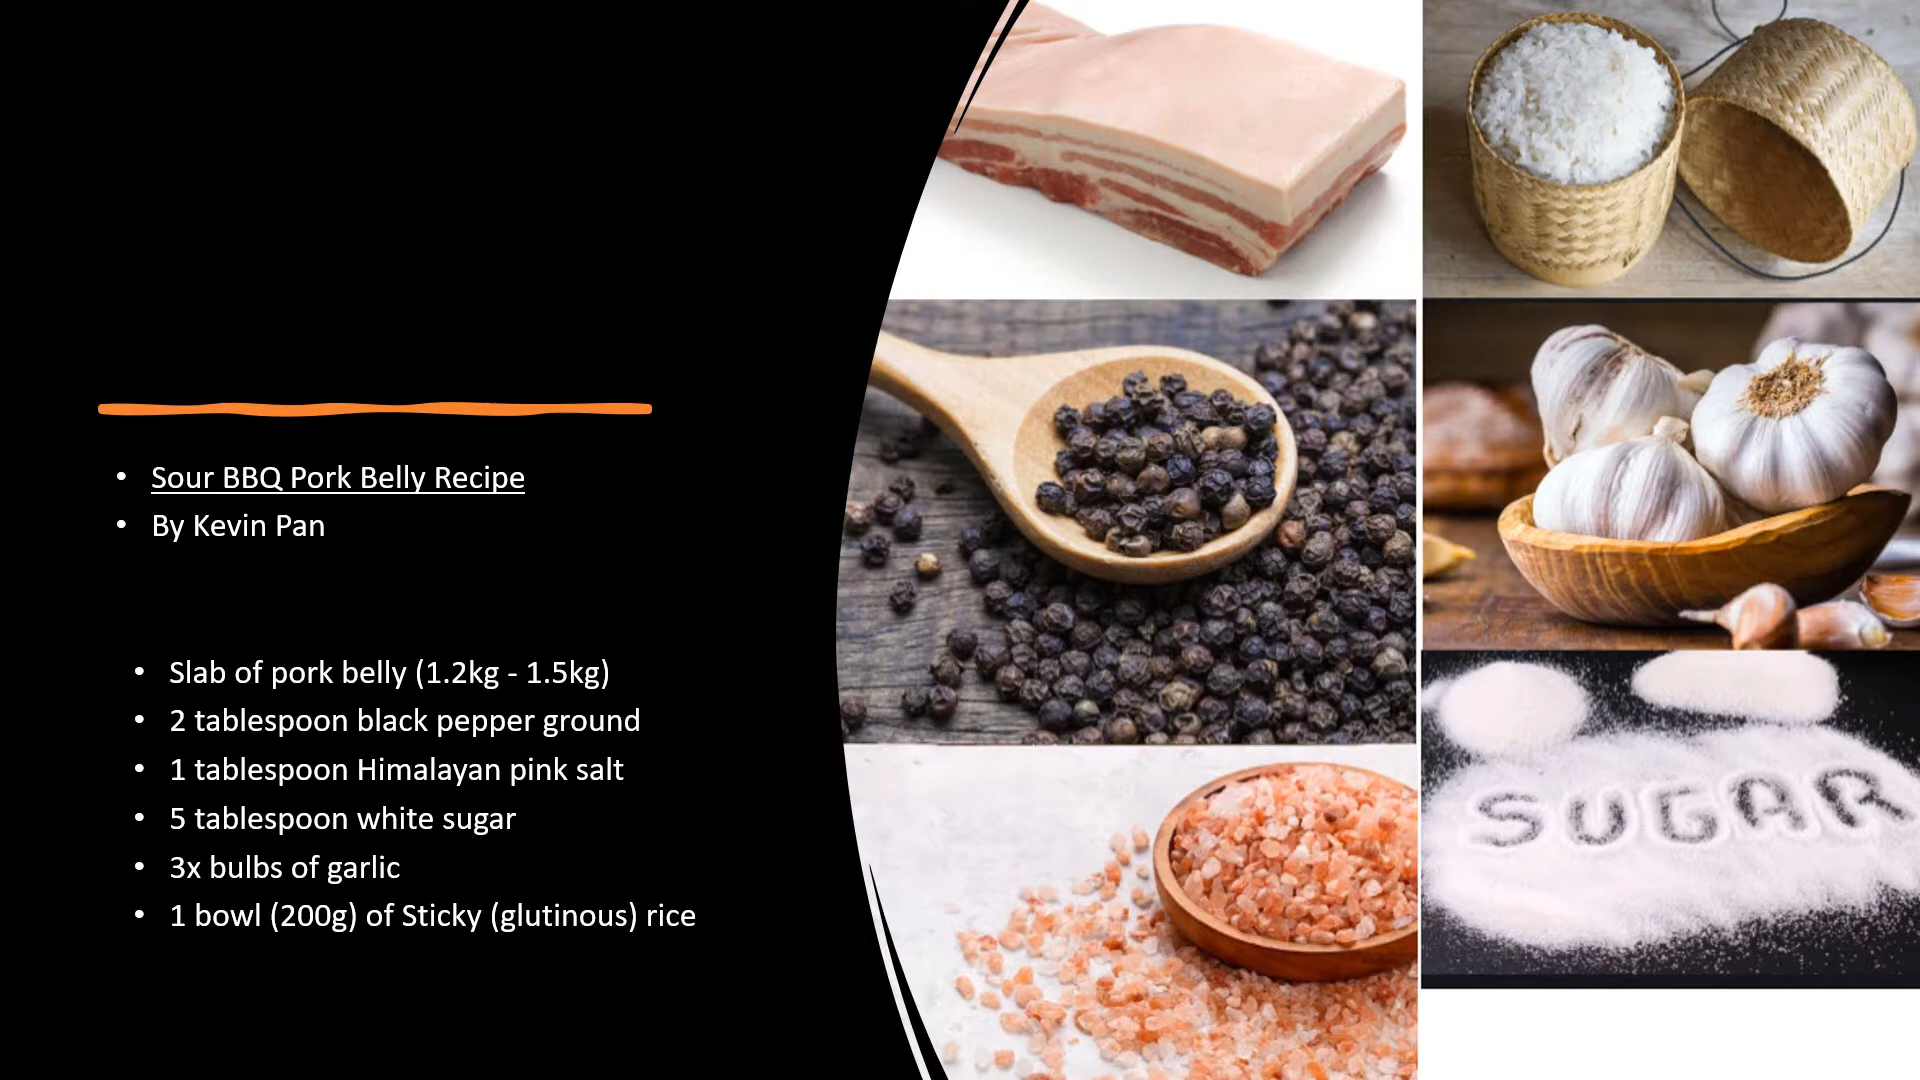 Sour BBQ Pork Belly Recipe
By Kevin Pan
Slab of pork belly (1.2kg - 1.5kg)
2 tablespoon black pepper ground
1 tablespoon Himalayan pink salt
5 tablespoon white sugar
3x bulbs of garlic
1 bowl (200g) of Sticky (glutinous) rice
SUGAR